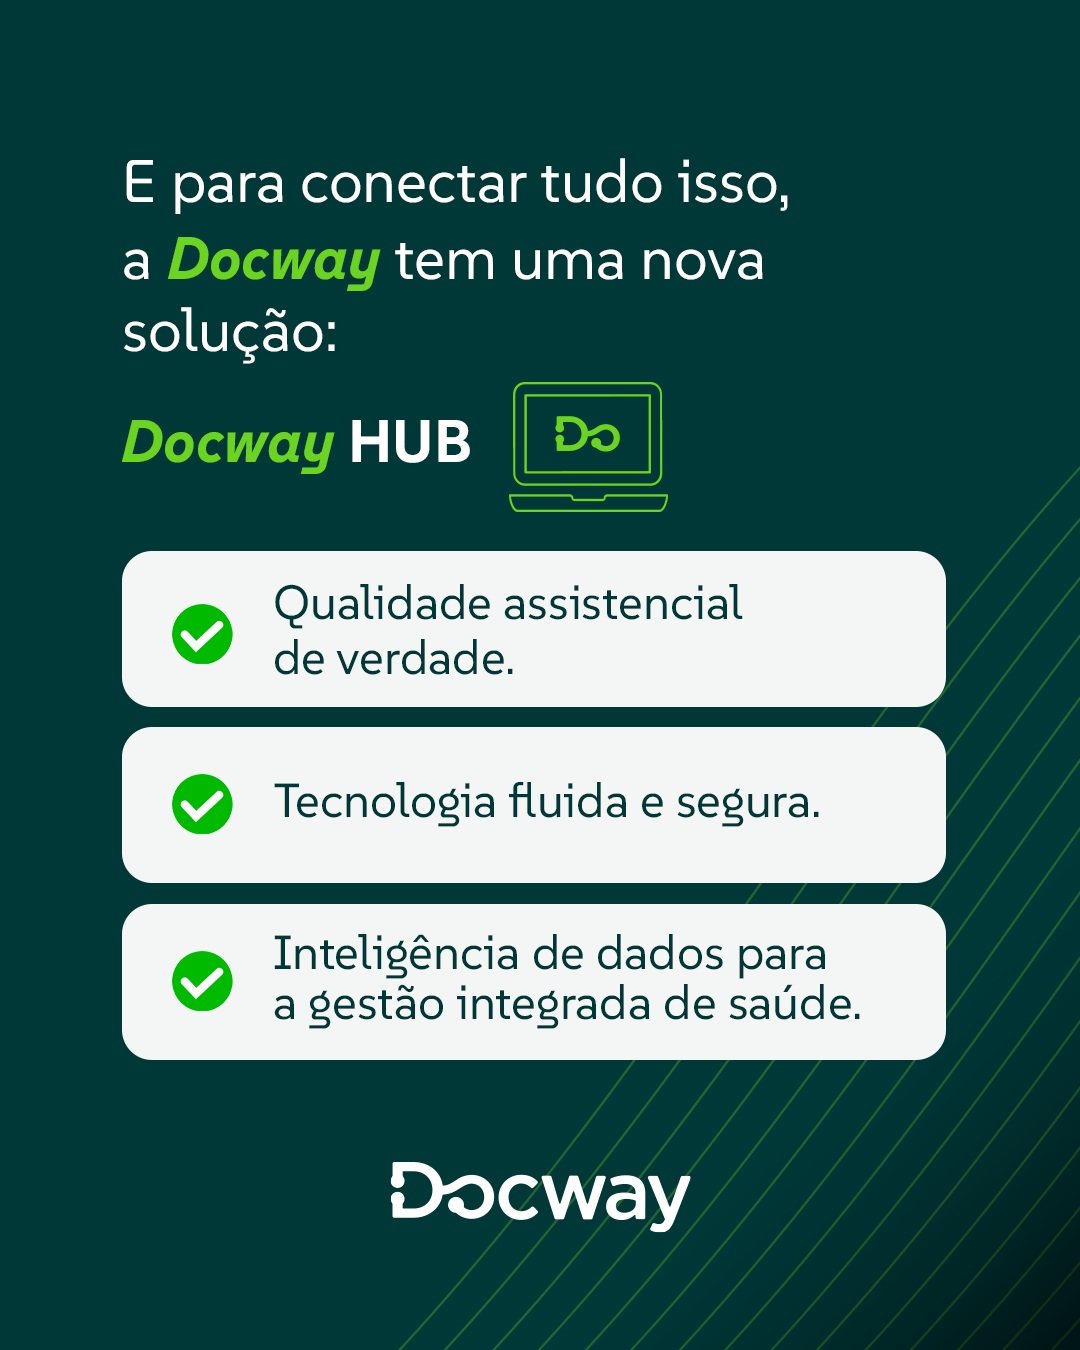 E para conectar tudo isso,
a Docway tem uma nova
solução:
Docway HUB
Do
Qualidade assistencial
de verdade.
Tecnologia fluida e segura.
Inteligência de dados para
a gestão integrada de saúde.
Docway